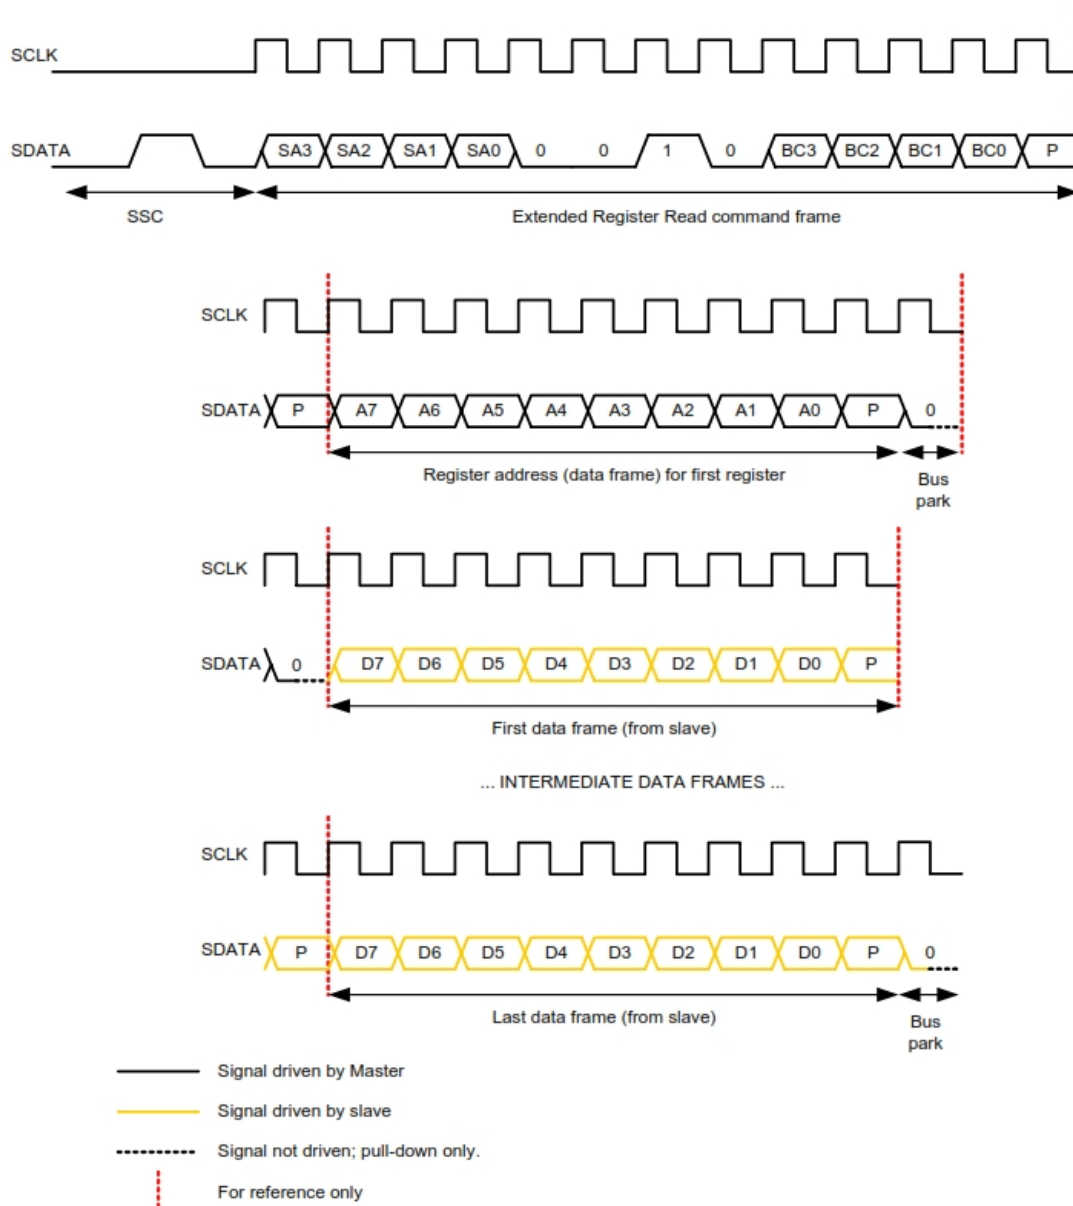 SCLK
SDATA SA3 SA2 SA1 SA0 0 0 1 0 BC3 BC2 BC1 BC0 P
SSC Extended Register Read command frame
SCLK
SDATA P A7 A6 A5 A4 A3 A2 A1 A0 P 0
Register address (data frame) for first register
Bus
park
SCLK
SDATA 0 D7 D6 D5 D4 D3 D2 D1 D0 P
First data frame (from slave)
... INTERMEDIATE DATA FRAMES ...
SCLK
SDATA P D7 D6 D5 D4 D3 D2 D1 D0 P 0
Last data frame (from slave)
Bus
park
Signal driven by Master
Signal driven by slave
Signal not driven; pull-down only.
For reference only